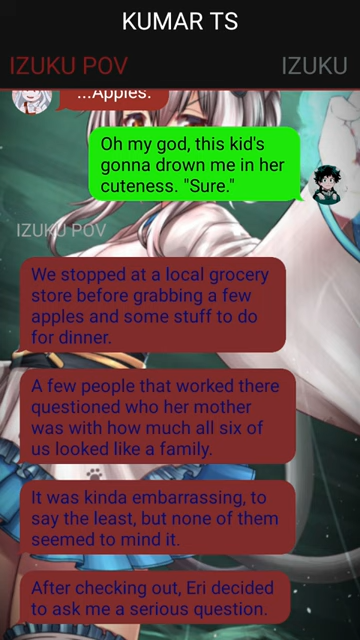 KUMAR TS
IZUKU POV
IZUKU
...Apples.
Oh my god, this kid's
gonna drown me in her
cuteness. "Sure."
IZUKU POV
We stopped at a local grocery
store before grabbing a few
apples and some stuff to do
for dinner.
A few people that worked there
questioned who her mother
was with how much all six of
us looked like a family.
It was kinda embarrassing, to
say the least, but none of them
seemed to mind it.
After checking out, Eri decided
to ask me a serious question.